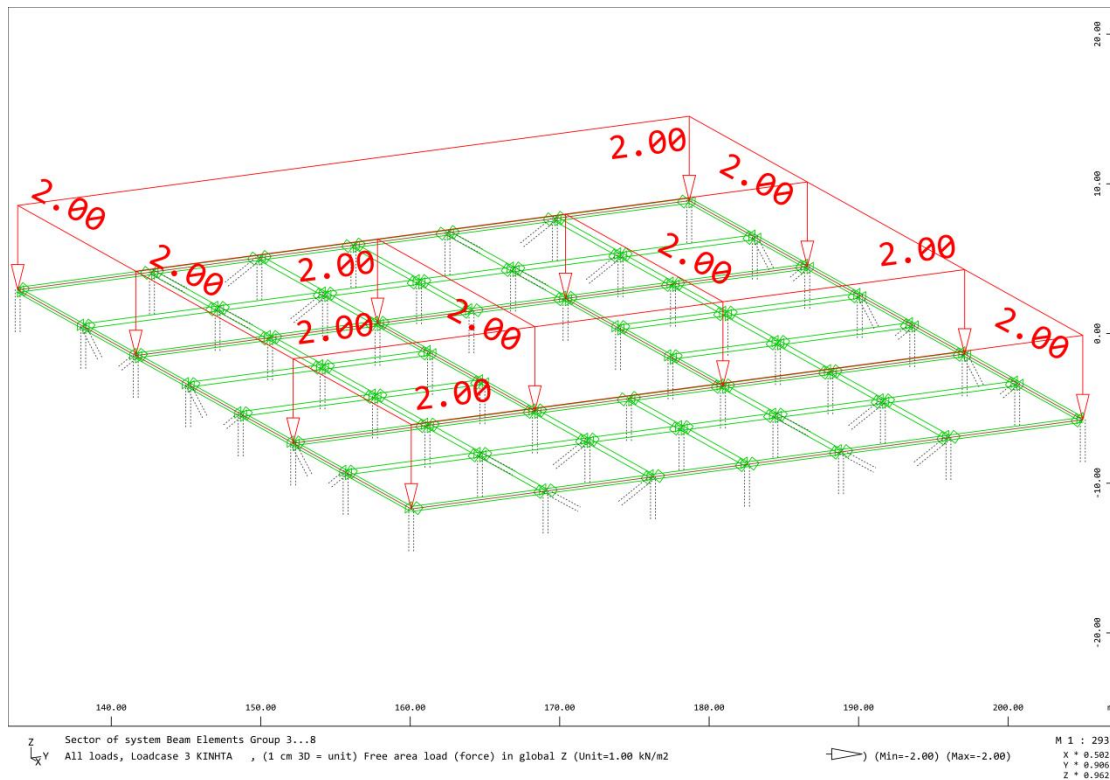 20.00
2.00
2.00
10.00
2.00
2.00
2.00
2.00
2.00
2.00
2.00
2.00
0.00
2.00
-10.00
-20.00
140.00 150.00 160.00 170.00 180.00 190.00 200.00 m
Z
Y
X
Sector of system Beam Elements Group 3...8
M 1 : 293
All loads, Loadcase 3 KINHTA , (1 cm 3D = unit) Free area load (force) in global Z (Unit=1.00 kN/m2
) (Min=-2.00) (Max=-2.00)
X * 0.502
Y * 0.906
Z * 0.962